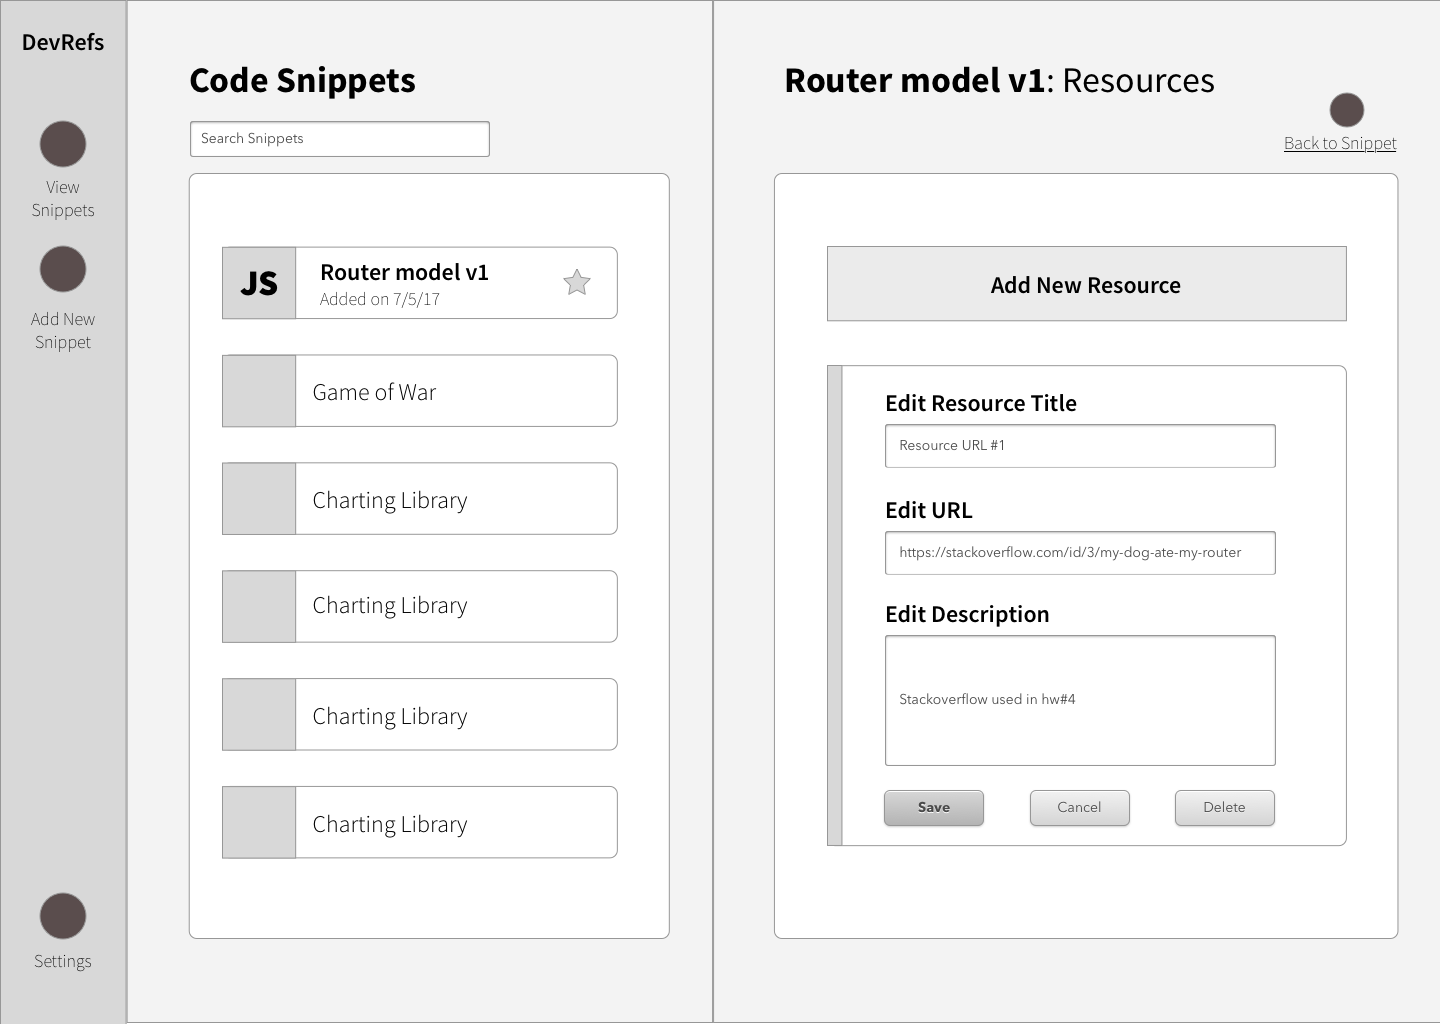 DevRefs
View
Snippets
Add New
Snippet
Settings
Code Snippets
Search Snippets
JS
Router model v1
Added on 7/5/17
Game of War
Charting Library
Charting Library
Charting Library
Charting Library
Router model v1: Resources
Back to Snippet
Add New Resource
Edit Resource Title
Resource URL #1
Edit URL
https://stackoverflow.com/id/3/my-dog-ate-my-router
Edit Description
Stackoverflow used in hw#4
Save
Cancel
Delete